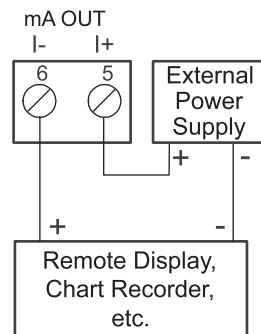 mA OUT
I- I+
6 5
External
Power
Supply
+ -
+ -
Remote Display,
Chart Recorder,
etc.